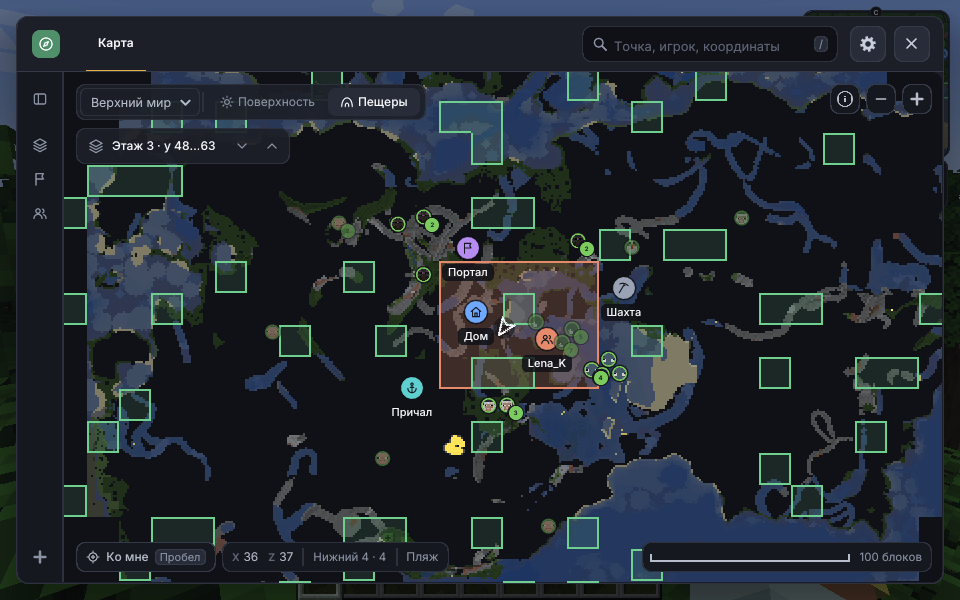 Карта
Точка, игрок, координаты /
Верхний мир Поверхность Пещеры
Этаж 3 · y 48…63
2
2
Портал
Шахта
Дом
Lena_K
4
Причал
3
Ко мне Пробел X 36 Z 37 Нижний 4 · 4 Пляж
100 блоков